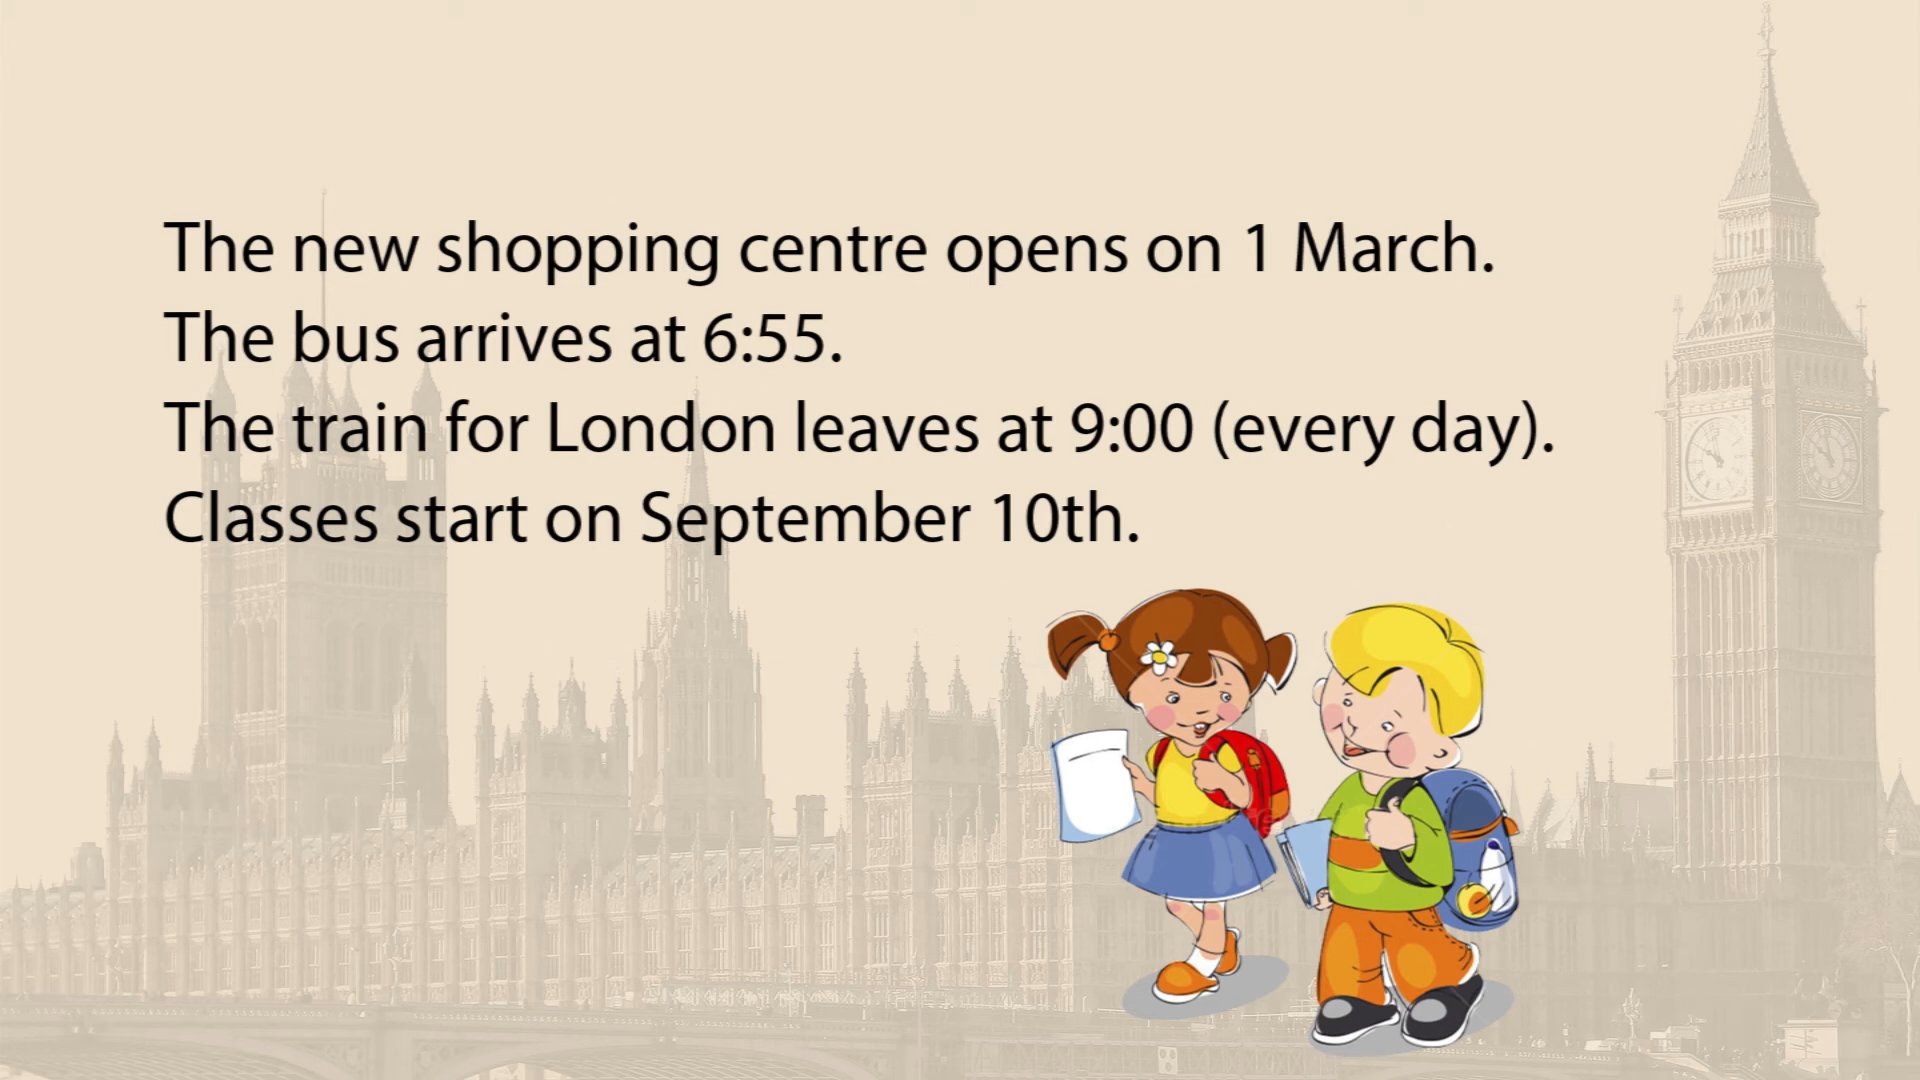 The new shopping centre opens on 1 March.
The bus arrives at 6:55.
The train for London leaves at 9:00 (every day).
Classes start on September 10th.